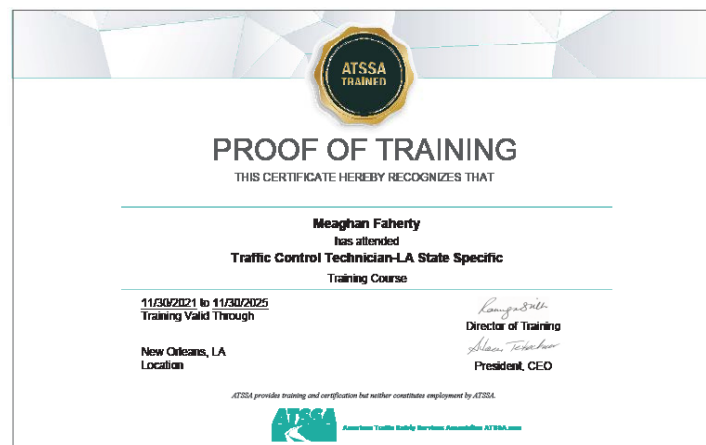 ATSSA
TRAINED
PROOF OF TRAINING
THIS CERTIFICATE HEREBY RECOGNIZES THAT
Meaghan Faherty
has attended
Traffic Control Technician-LA State Specific
Training Course
11/30/2021 to 11/30/2025
Training Valid Through
Director of Training
New Orleans, LA
Location
President, CEO
ATSSA provides training and certification but neither constitutes employment by ATSSA.
ATSSA
American Traffic Safety Services Association ATSSA.com